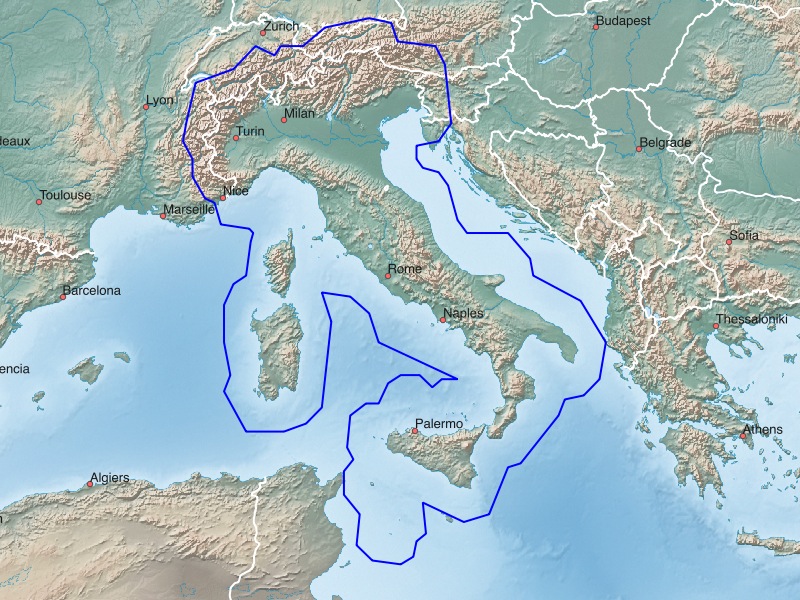 Budapest
Zurich
Lyon
Milan
Turin
Belgrade
deaux
Toulouse
Nice
Marseille
Sofia
Rome
Barcelona
Naples
Thessaloniki
encia
Palermo
Athens
Algiers